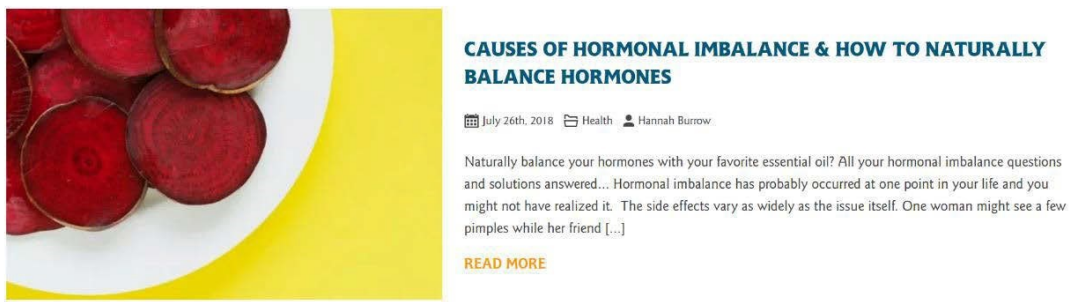 CAUSES OF HORMONAL IMBALANCE & HOW TO NATURALLY
BALANCE HORMONES
July 26th, 2018 Health Hannah Burrow
Naturally balance your hormones with your favorite essential oil? All your hormonal imbalance questions
and solutions answered… Hormonal imbalance has probably occurred at one point in your life and you
might not have realized it.  The side effects vary as widely as the issue itself. One woman might see a few
pimples while her friend […]
READ MORE